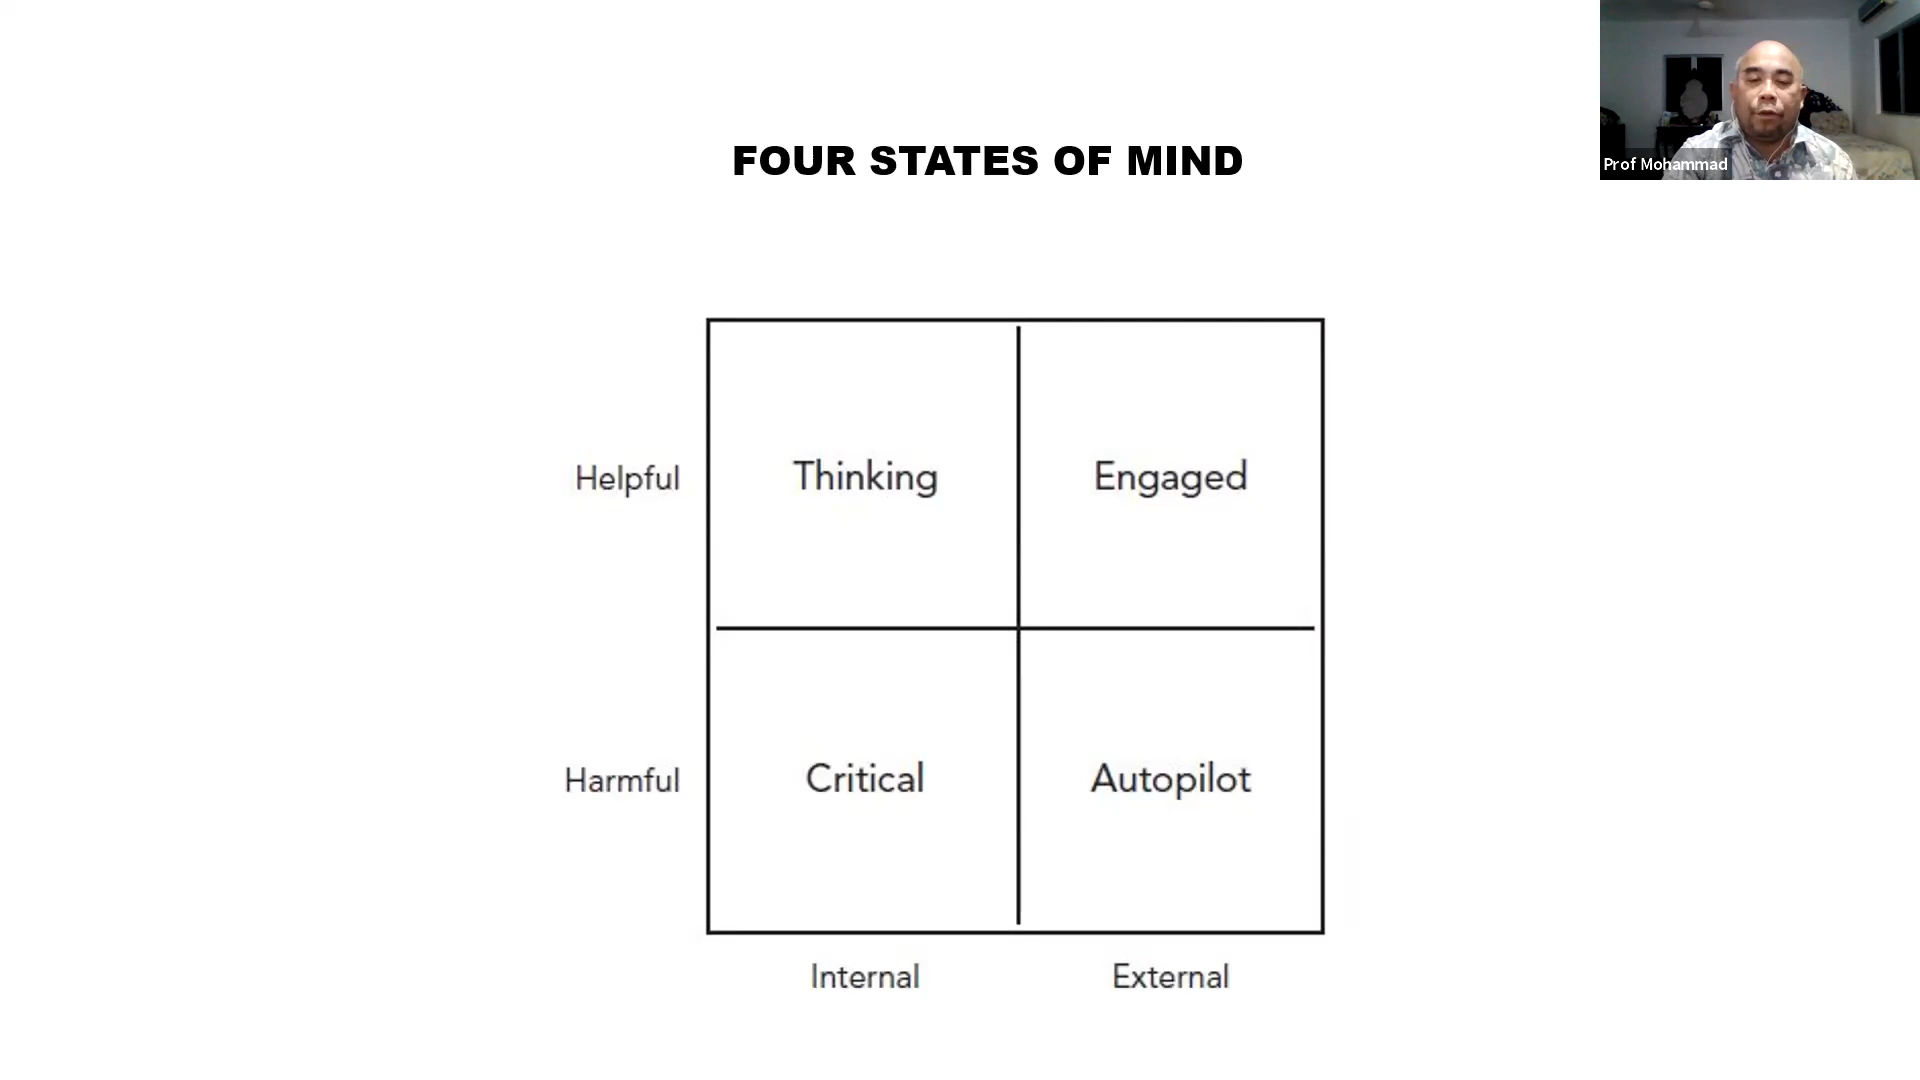 Prof Mohammad
FOUR STATES OF MIND
Helpful
Thinking
Engaged
Harmful
Critical
Autopilot
Internal
External